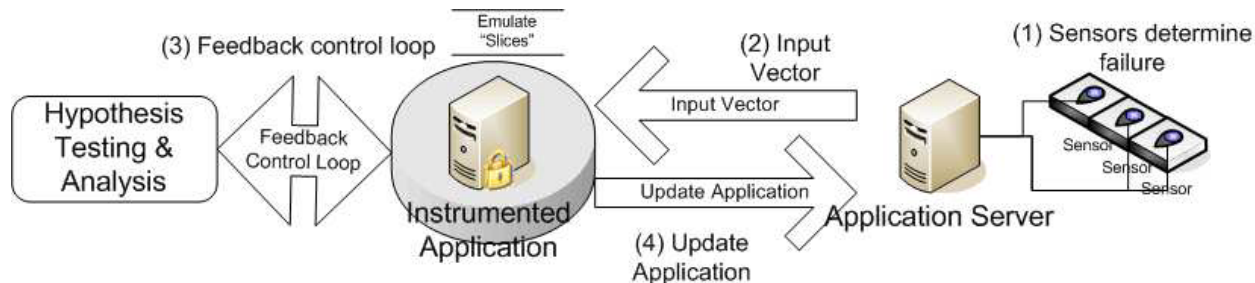 Emulate
"Slices"
(3) Feedback control loop
(2) Input
Vector
(1) Sensors determine
failure
Hypothesis
Testing &
Analysis
Feedback
Control Loop
Input Vector
Sensor
Sensor
Sensor
Update Application
Instrumented
Application
Application Server
(4) Update
Application